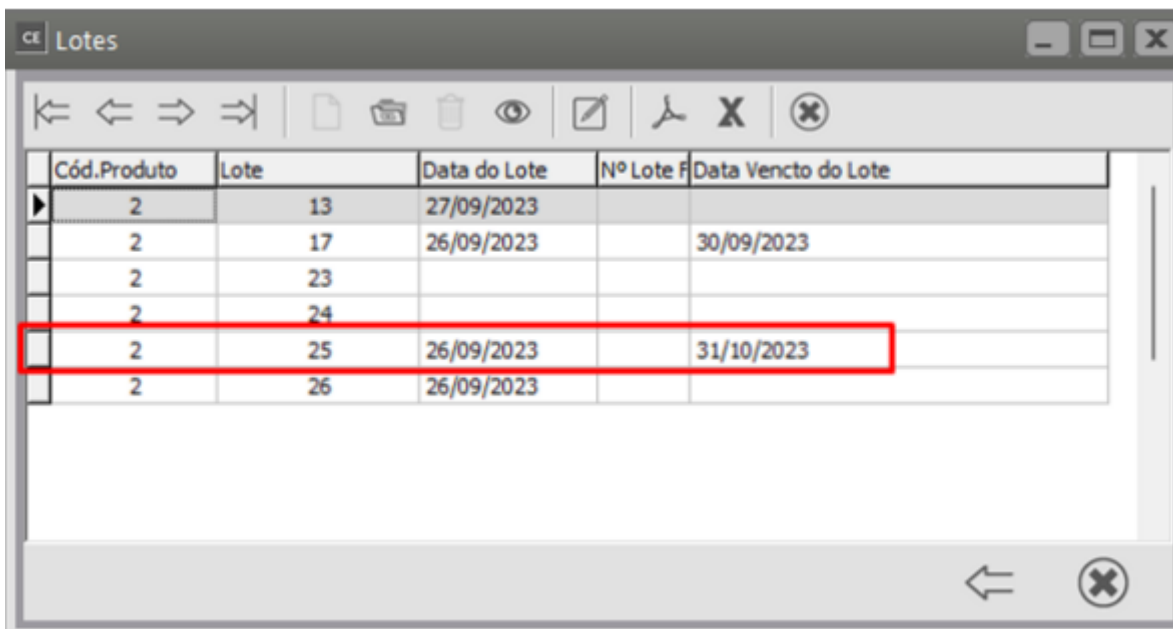 CE Lotes
Cód.Produto Lote Data do Lote Nº Lote F Data Vencto do Lote
2 13 27/09/2023
2 17 26/09/2023 30/09/2023
2 23
2 24
2 25 26/09/2023 31/10/2023
2 26 26/09/2023